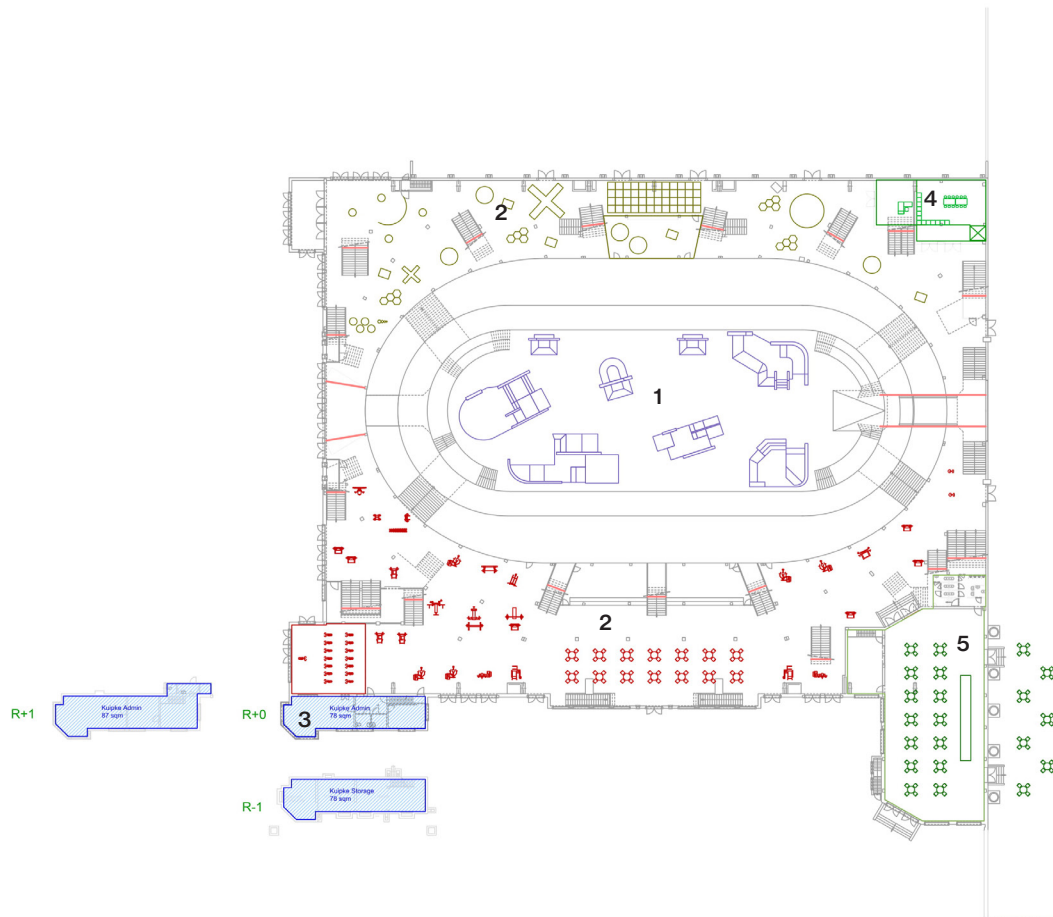 4
2
1
2
5
R+1
Kuipke Admin
87 sqm
R+0
3
Kuipke Admin
78 sqm
R-1
Kuipke Storage
78 sqm